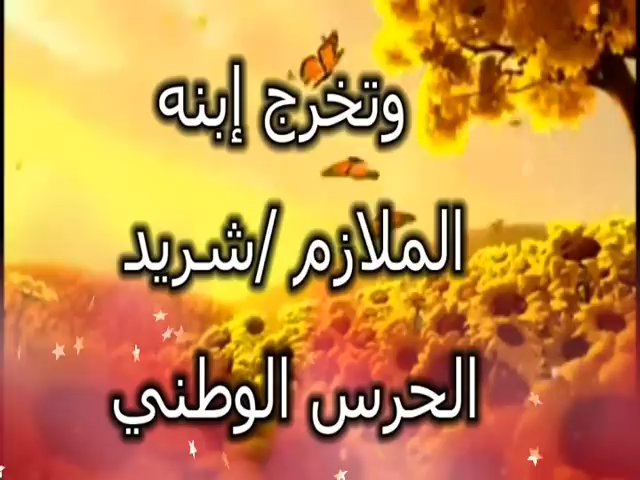 وتخرج إبنه
الملازم /شريد
الحرس الوطني